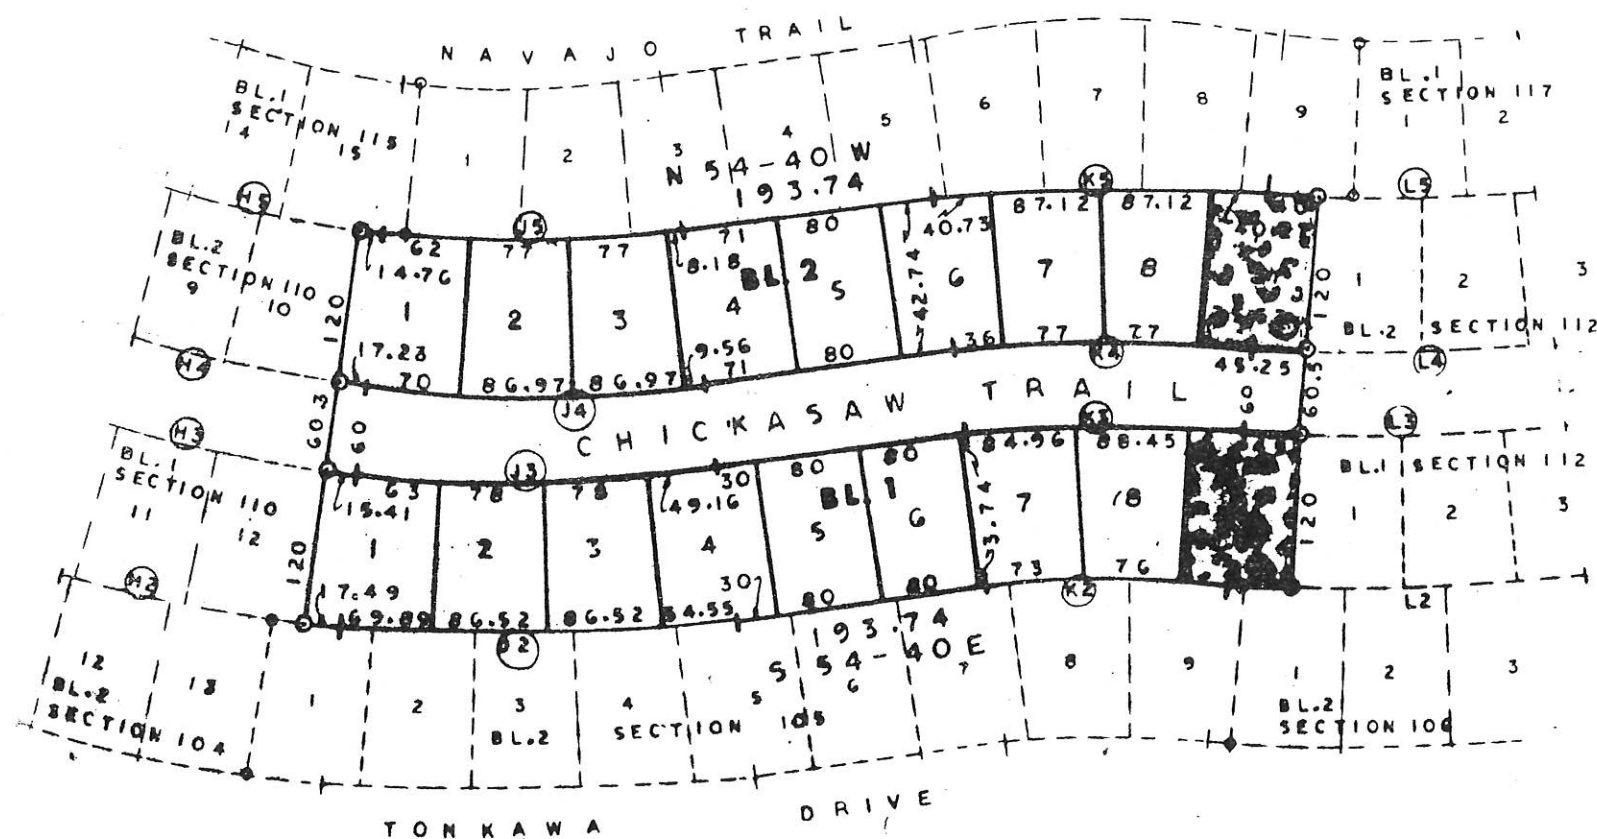 NAVAJO TRAIL
BL.1
SECTION 115
14
15
1
2
3
4
5
6
7
8
9
BL.1
SECTION 117
1
2
N 54-40 W
193.74
H5
J5
K5
L5
BL.2
SECTION 110
9
10
62
77
77
71
80
40.73
87.12
87.12
14.76
8.18
BL.2
120
1
2
3
4
5
6
7
8
42.74
120
1
2
3
BL.2
SECTION 112
17.23
70
86.97
86.97
9.56
71
80
36
77
77
45.25
H4
J4
K4
L4
60.3
60
CHICKASAW TRAIL
60
60.5
H3
J3
K3
L3
BL.1
SECTION 110
11
12
63
78
78
30
80
80
84.96
88.45
15.41
49.16
BL.1
120
1
2
3
4
5
6
7
8
3.74
120
BL.1
SECTION 112
1
2
3
17.49
69.89
86.52
86.52
54.55
30
80
80
73
76
H2
J2
K2
L2
193.74
S 54-40 E
12
13
BL.2
SECTION 104
1
2
3
4
5
6
7
8
9
BL.2
SECTION 105
1
2
3
BL.2
SECTION 106
TONKAWA DRIVE